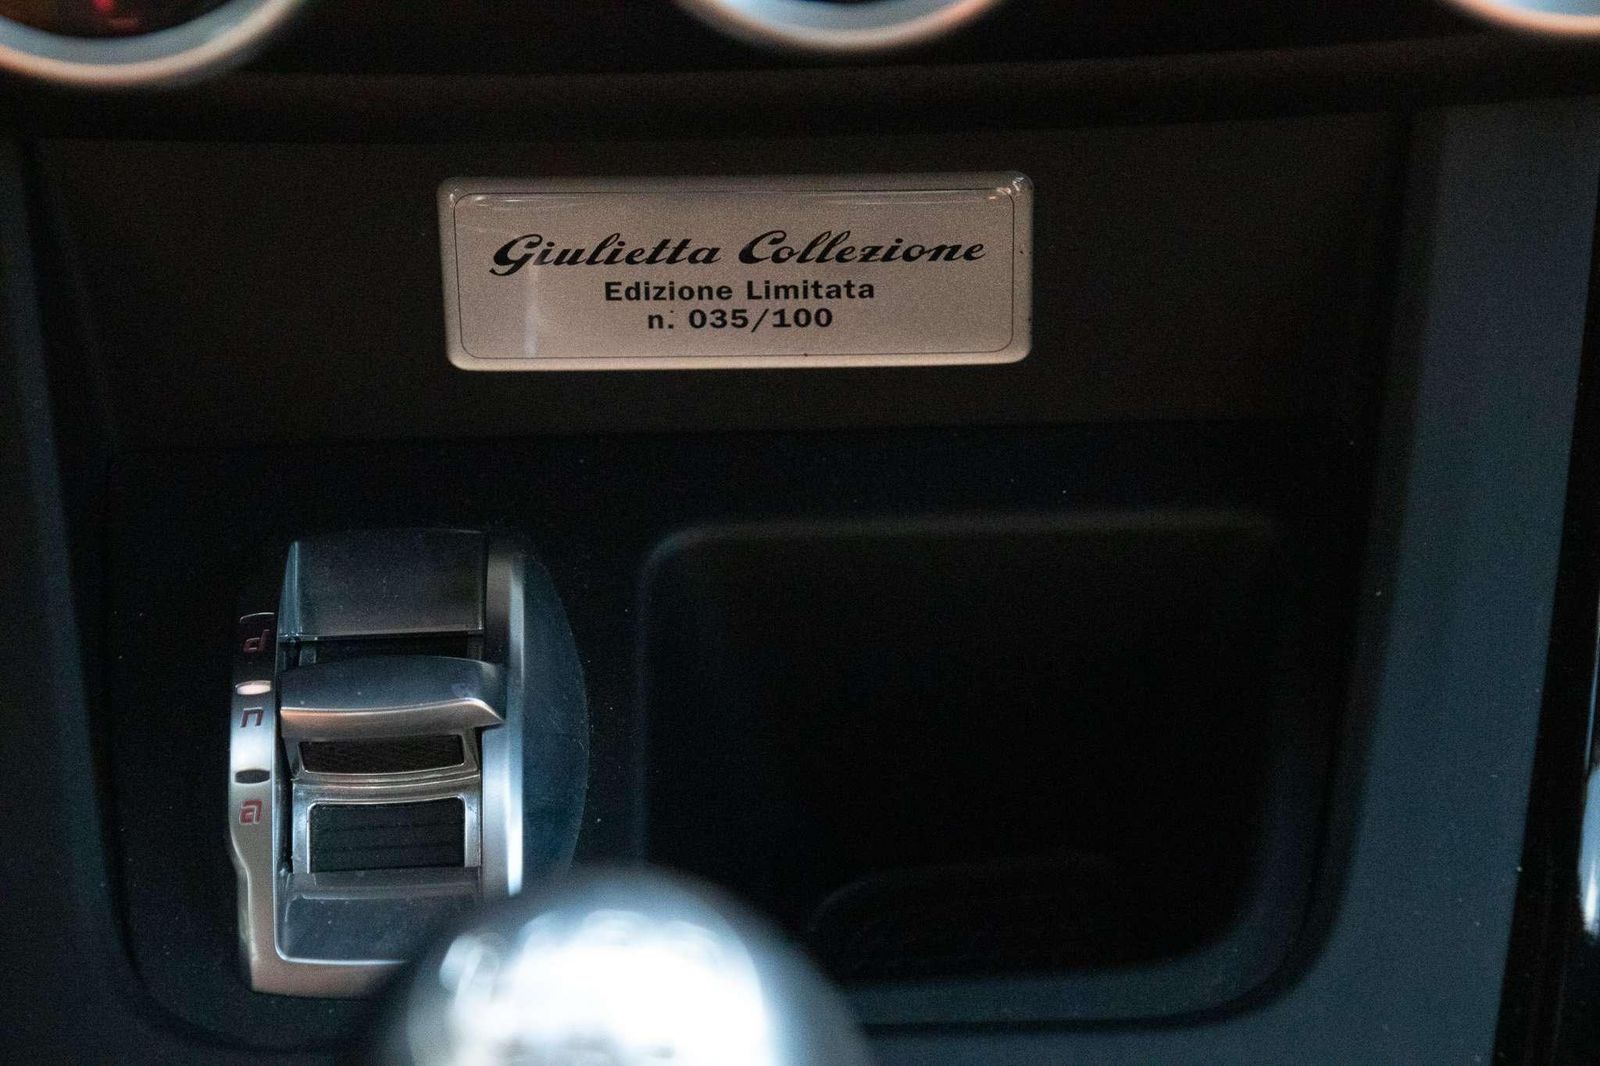 Giulietta Collezione
Edizione Limitata
n. 035/100
d
n
a